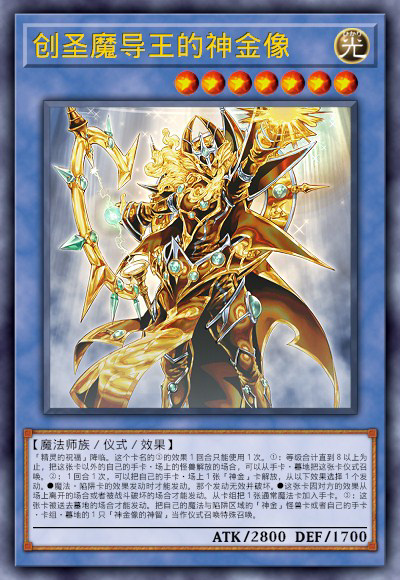 创圣魔导王的神金像
光
【魔法师族／仪式／效果】
「精灵的祝福」降临。这个卡名的①的效果1回合只能使用1次。①：等级合计直到8以上为
止，把这张卡以外的自己的手卡·场上的怪兽解放的场合，可以从手卡·墓地把这张卡仪式召
唤。②：1回合1次，可以把自己的手卡·场上1张「神金」卡解放，从以下效果选择1个发
动。●魔法·陷阱卡的效果发动时才能发动。那个发动无效并破坏。●这张卡因对方的效果从
场上离开的场合或者被战斗破坏的场合才能发动。从卡组把1张通常魔法卡加入手卡。②：这
张卡被送去墓地的场合才能发动。把自己的魔法与陷阱区域的「神金」怪兽卡或者自己的手卡
·卡组·墓地的1只「神金像的神智」当作仪式召唤特殊召唤。
ATK/2800 DEF/1700